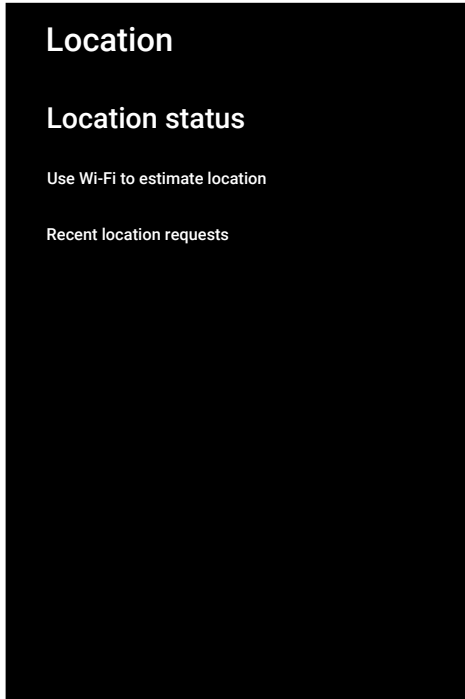 Location
Location status
Use Wi-Fi to estimate location
Recent location requests